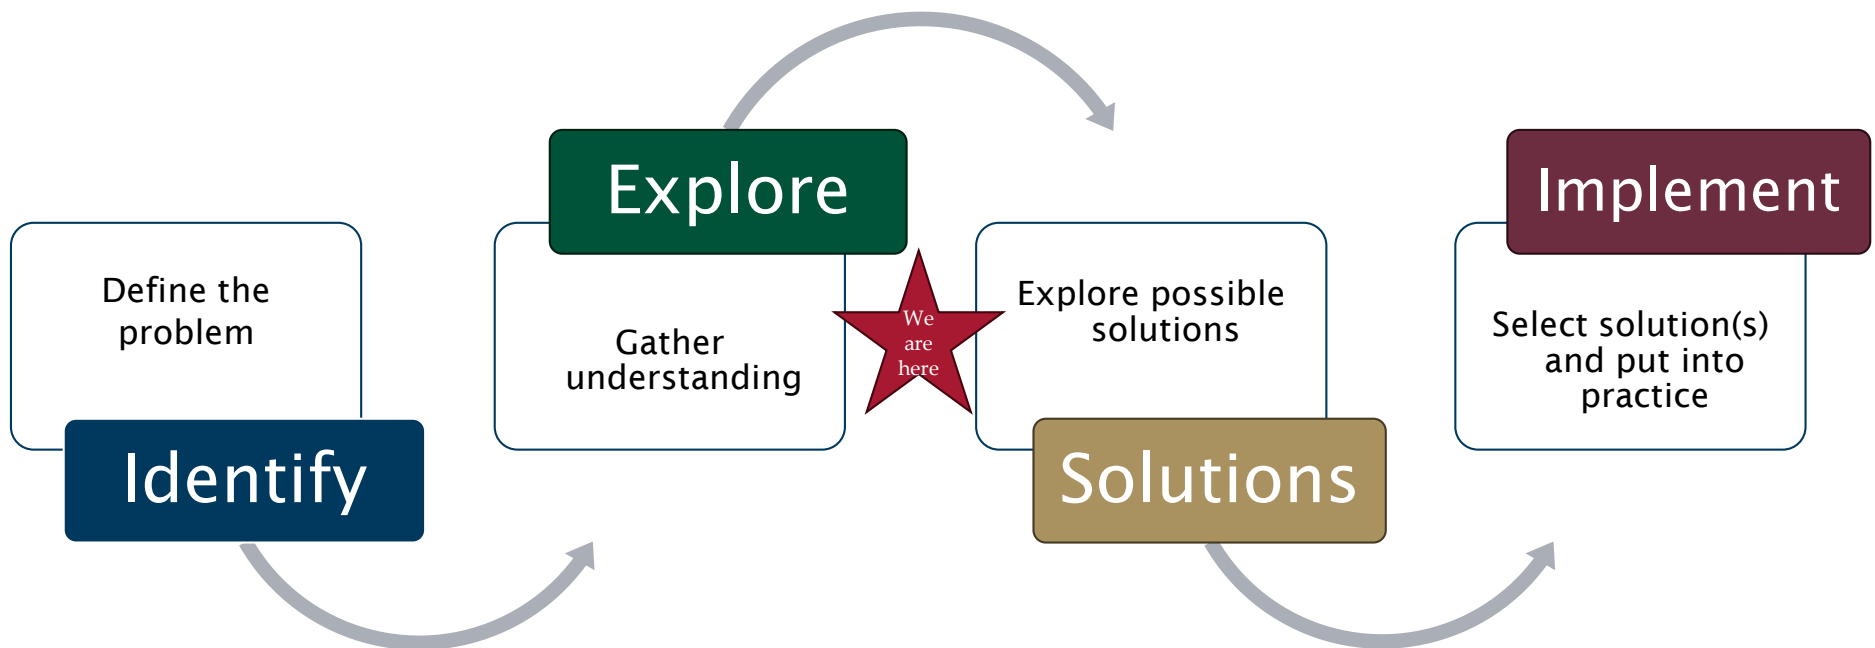 Define the
problem
Identify
Explore
Gather
understanding
We
are
here
Explore possible
solutions
Solutions
Implement
Select solution(s)
and put into
practice